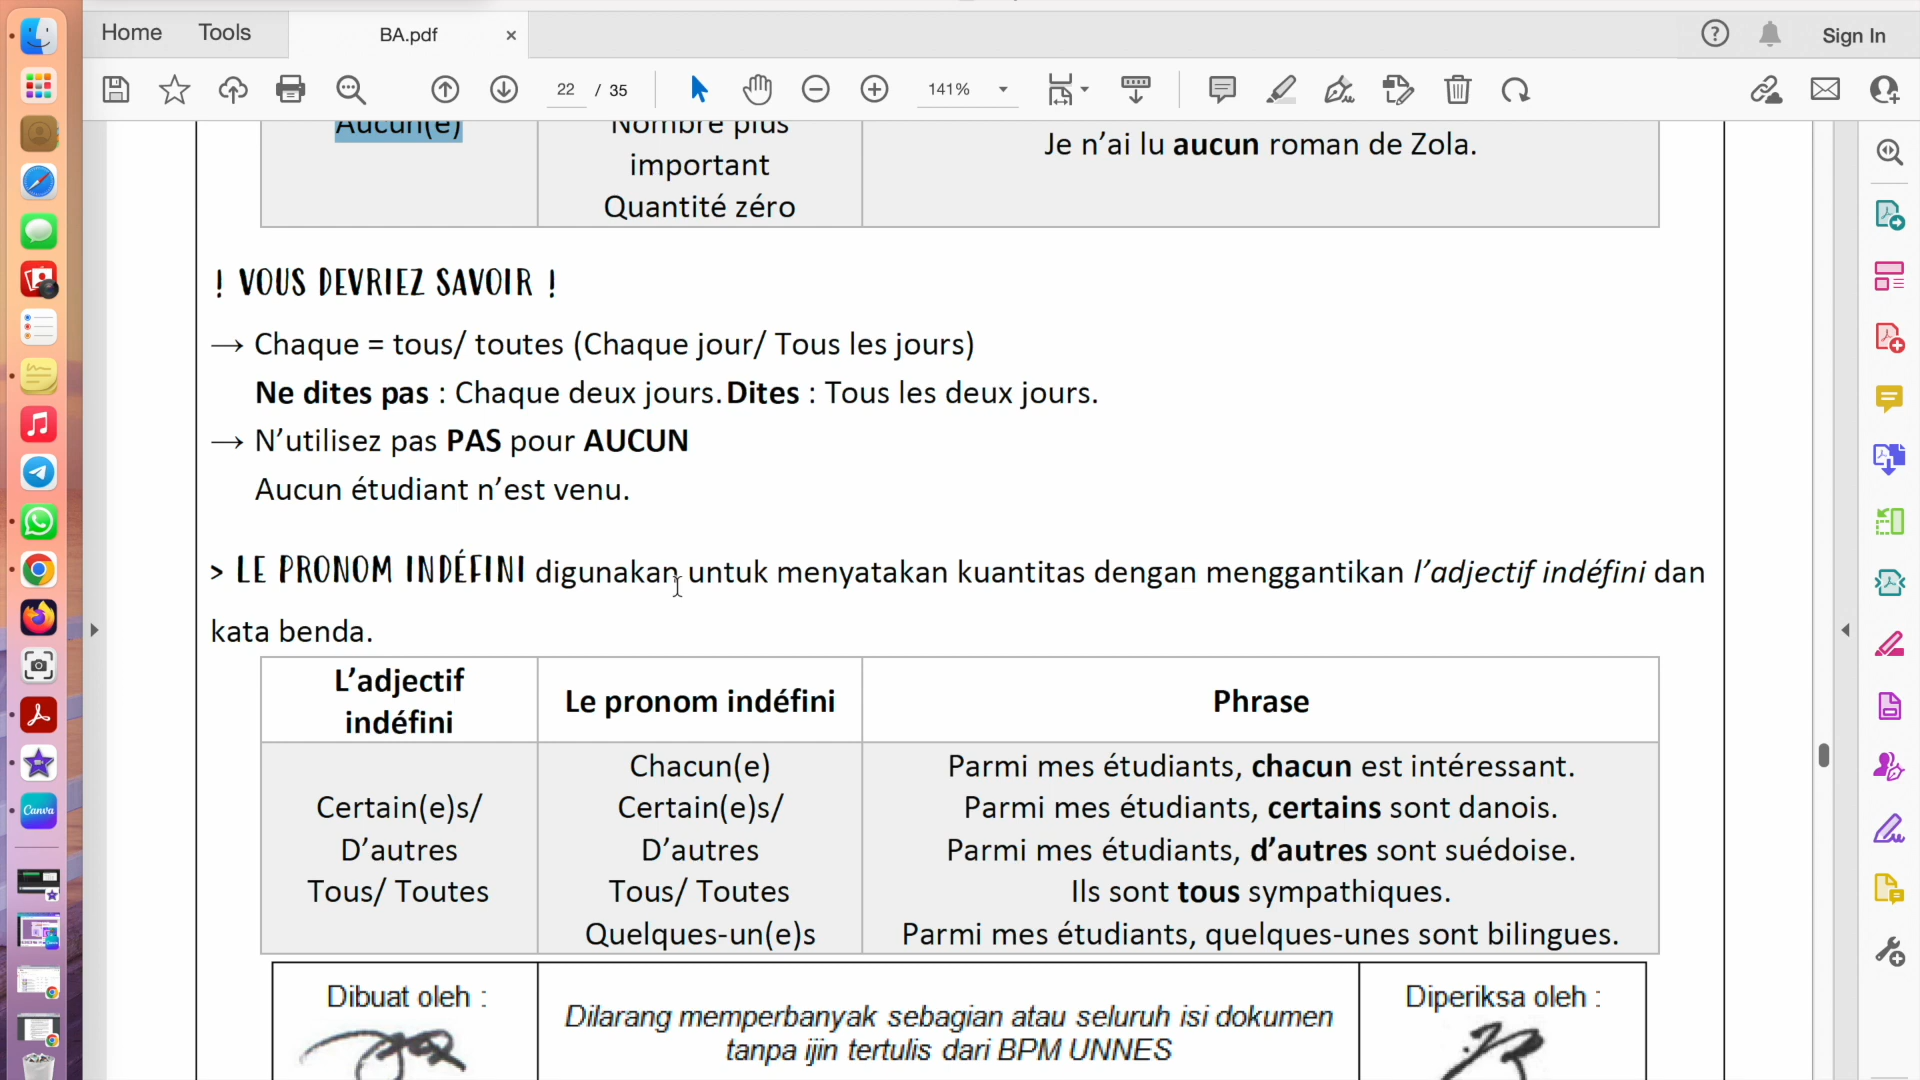 Home Tools BA.pdf × Sign In
22 / 35 141%
Aucun(e)
Nombre plus
important
Quantité zéro
Je n’ai lu aucun roman de Zola.
! VOUS DEVRIEZ SAVOIR !
→ Chaque = tous/ toutes (Chaque jour/ Tous les jours)
Ne dites pas : Chaque deux jours. Dites : Tous les deux jours.
→ N’utilisez pas PAS pour AUCUN
Aucun étudiant n’est venu.
> LE PRONOM INDÉFINI digunakan untuk menyatakan kuantitas dengan menggantikan l’adjectif indéfini dan
kata benda.
L’adjectif
indéfini
Le pronom indéfini
Phrase
Certain(e)s/
D’autres
Tous/ Toutes
Chacun(e)
Certain(e)s/
D’autres
Tous/ Toutes
Quelques-un(e)s
Parmi mes étudiants, chacun est intéressant.
Parmi mes étudiants, certains sont danois.
Parmi mes étudiants, d’autres sont suédoise.
Ils sont tous sympathiques.
Parmi mes étudiants, quelques-unes sont bilingues.
Dibuat oleh :
Dilarang memperbanyak sebagian atau seluruh isi dokumen
tanpa ijin tertulis dari BPM UNNES
Diperiksa oleh :
Canva